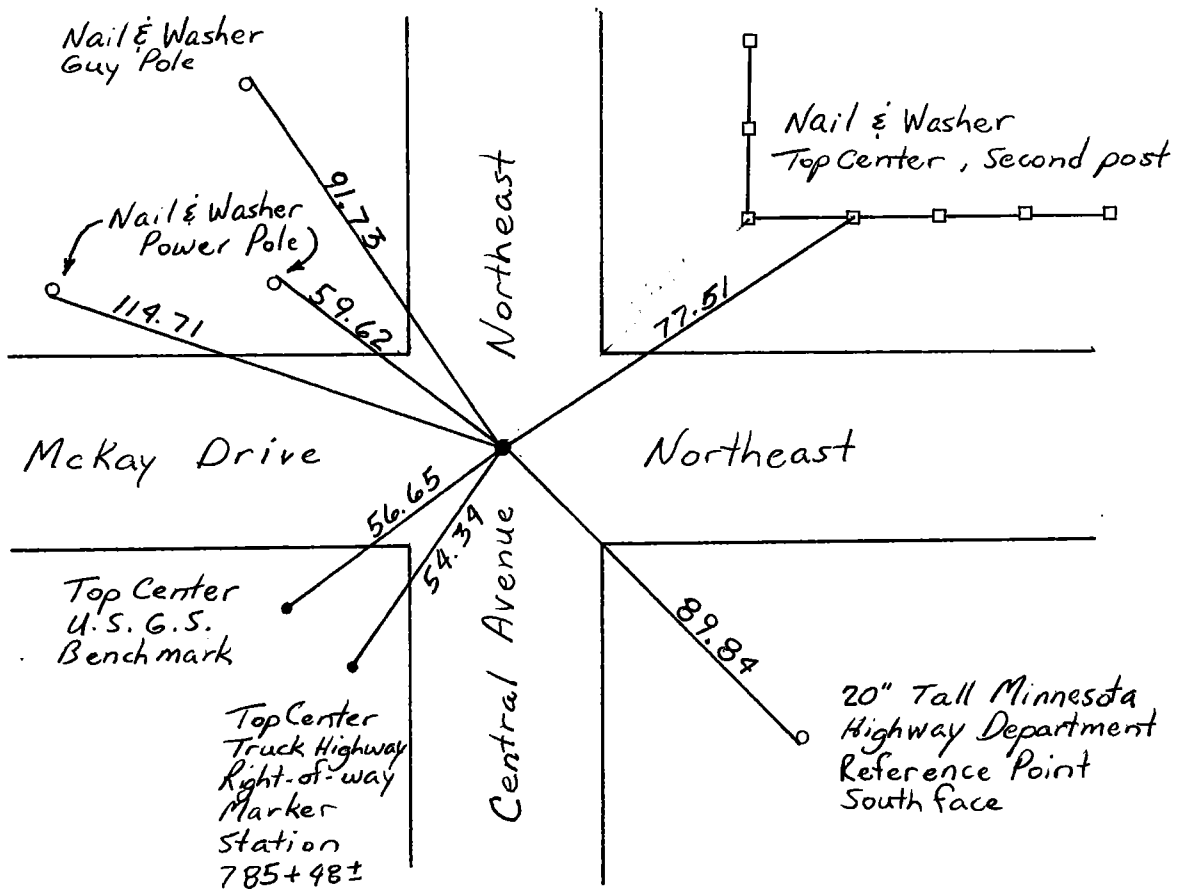 Nail & Washer
Guy Pole
91.73
Nail & Washer
Power Pole
114.71
59.62
Northeast
Nail & Washer
Top Center, Second post
77.51
McKay Drive
Northeast
56.65
54.34
Central Avenue
Top Center
U.S.G.S.
Benchmark
Top Center
Truck Highway
Right-of-way
Marker
Station
785+48±
89.84
20" Tall Minnesota
Highway Department
Reference Point
South face